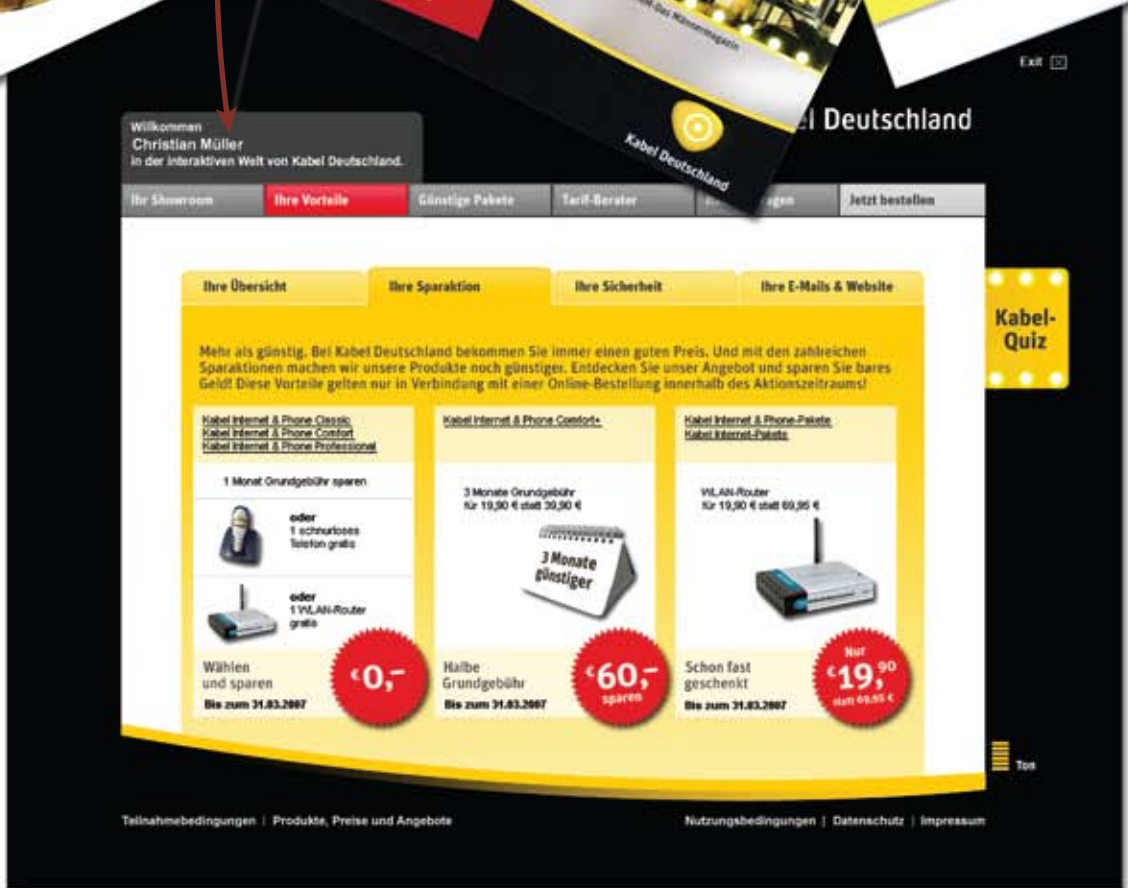 M-Das Männermagazin
Exit
Kabel Deutschland
el Deutschland
Willkommen
Christian Müller
in der interaktiven Welt von Kabel Deutschland.
Ihr Showroom
Ihre Vorteile
Günstige Pakete
Tarif-Berater
Jetzt bestellen
Ihre Übersicht
Ihre Sparaktion
Ihre Sicherheit
Ihre E-Mails & Website
Kabel-
Quiz
Mehr als günstig. Bei Kabel Deutschland bekommen Sie immer einen guten Preis. Und mit den zahlreichen
Sparaktionen machen wir unsere Produkte noch günstiger. Entdecken Sie unser Angebot und sparen Sie bares
Geld! Diese Vorteile gelten nur in Verbindung mit einer Online-Bestellung innerhalb des Aktionszeitraums!
Kabel Internet & Phone Classic
Kabel Internet & Phone Comfort
Kabel Internet & Phone Professional
1 Monat Grundgebühr sparen
oder
1 schnurloses
Telefon gratis
oder
1 WLAN-Router
gratis
Wählen
und sparen
Bis zum 31.03.2007
€0,-
Kabel Internet & Phone Comfort+
3 Monate Grundgebühr
für 19,90 € statt 39,90 €
3 Monate
günstiger
Halbe
Grundgebühr
Bis zum 31.03.2007
€60,-
sparen
Kabel Internet & Phone-Pakete
Kabel Internet-Pakete
WLAN-Router
für 19,90 € statt 69,95 €
Schon fast
geschenkt
Bis zum 31.03.2007
Nur
€19,90
statt 69,95 €
Ton
Teilnahmebedingungen | Produkte, Preise und Angebote
Nutzungsbedingungen | Datenschutz | Impressum